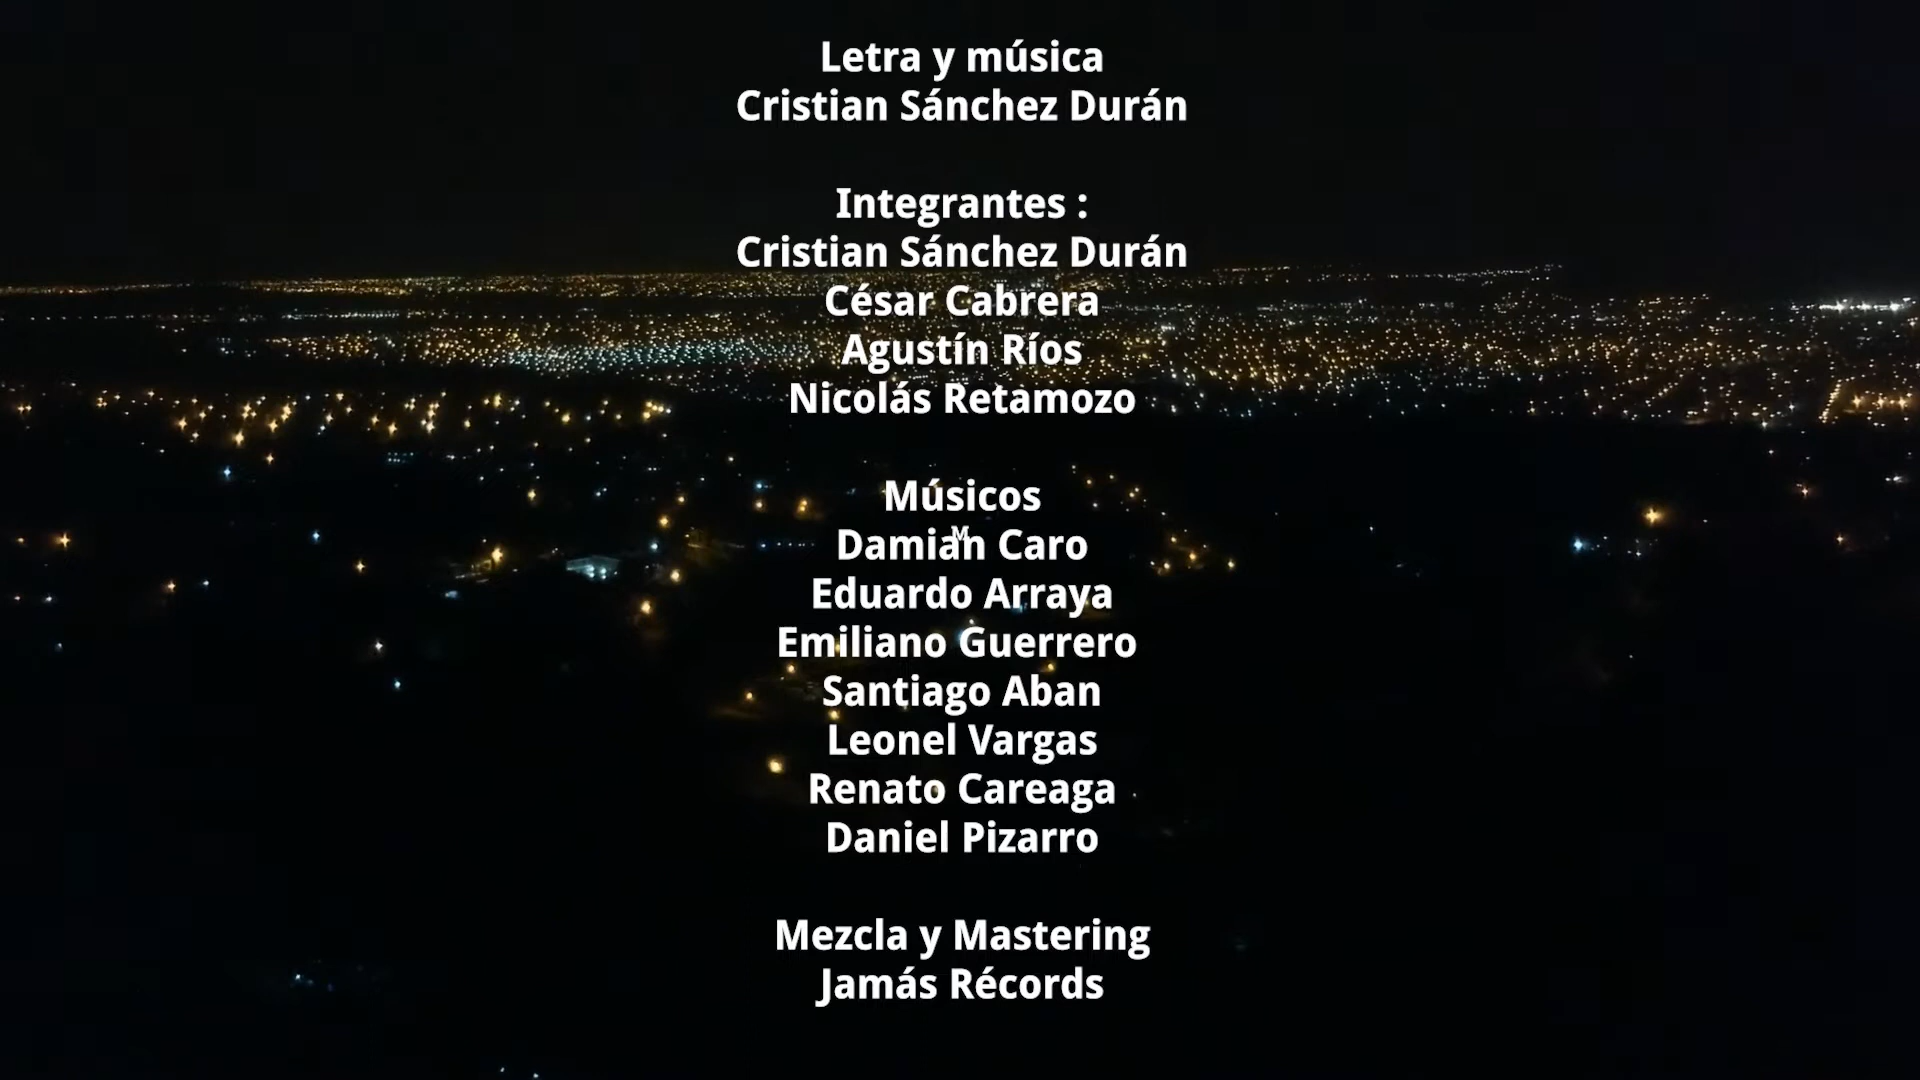 Letra y música
Cristian Sánchez Durán
Integrantes :
Cristian Sánchez Durán
César Cabrera
Agustín Ríos
Nicolás Retamozo
Músicos
Damian Caro
Eduardo Arraya
Emiliano Guerrero
Santiago Aban
Leonel Vargas
Renato Careaga
Daniel Pizarro
Mezcla y Mastering
Jamás Récords